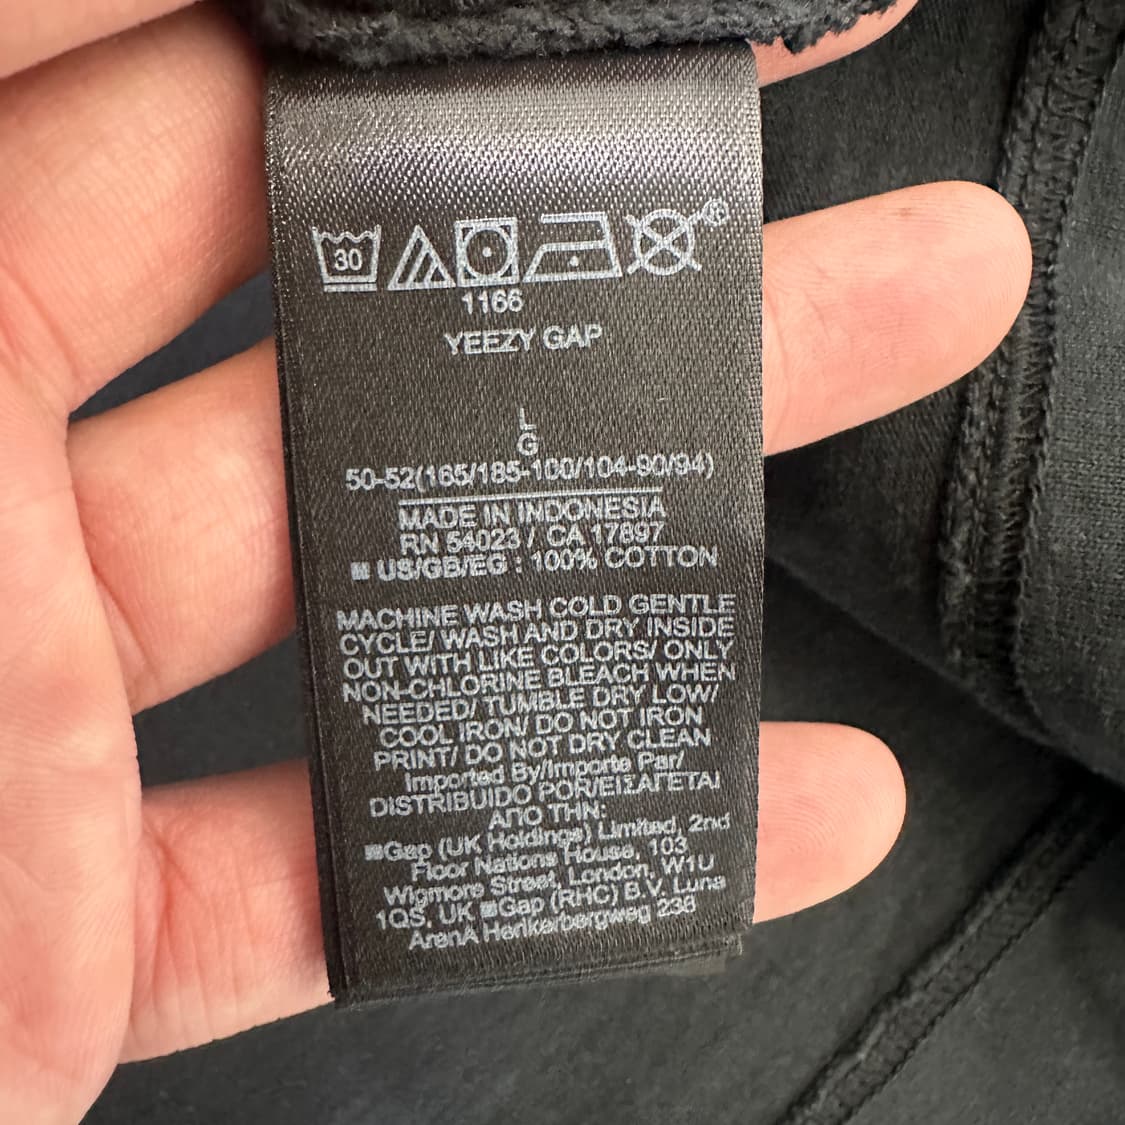 30
®
1166
YEEZY GAP
L
G
50-52(165/185-100/104-90/94)
MADE IN INDONESIA
RN 54023 / CA 17897
■ US/GB/EG : 100% COTTON
MACHINE WASH COLD GENTLE
CYCLE/ WASH AND DRY INSIDE
OUT WITH LIKE COLORS/ ONLY
NON-CHLORINE BLEACH WHEN
NEEDED/ TUMBLE DRY LOW/
COOL IRON/ DO NOT IRON
PRINT/ DO NOT DRY CLEAN
Imported By/Importe Par/
DISTRIBUIDO POR/ΕΙΣΑΓΕΤΑΙ
ΑΠΟ ΤΗΝ:
■Gap (UK Holdings) Limited, 2nd
Floor Nations House, 103
Wigmore Street, London, W1U
1QS, UK ■Gap (RHC) B.V. Luna
ArenA Herikerbergweg 238